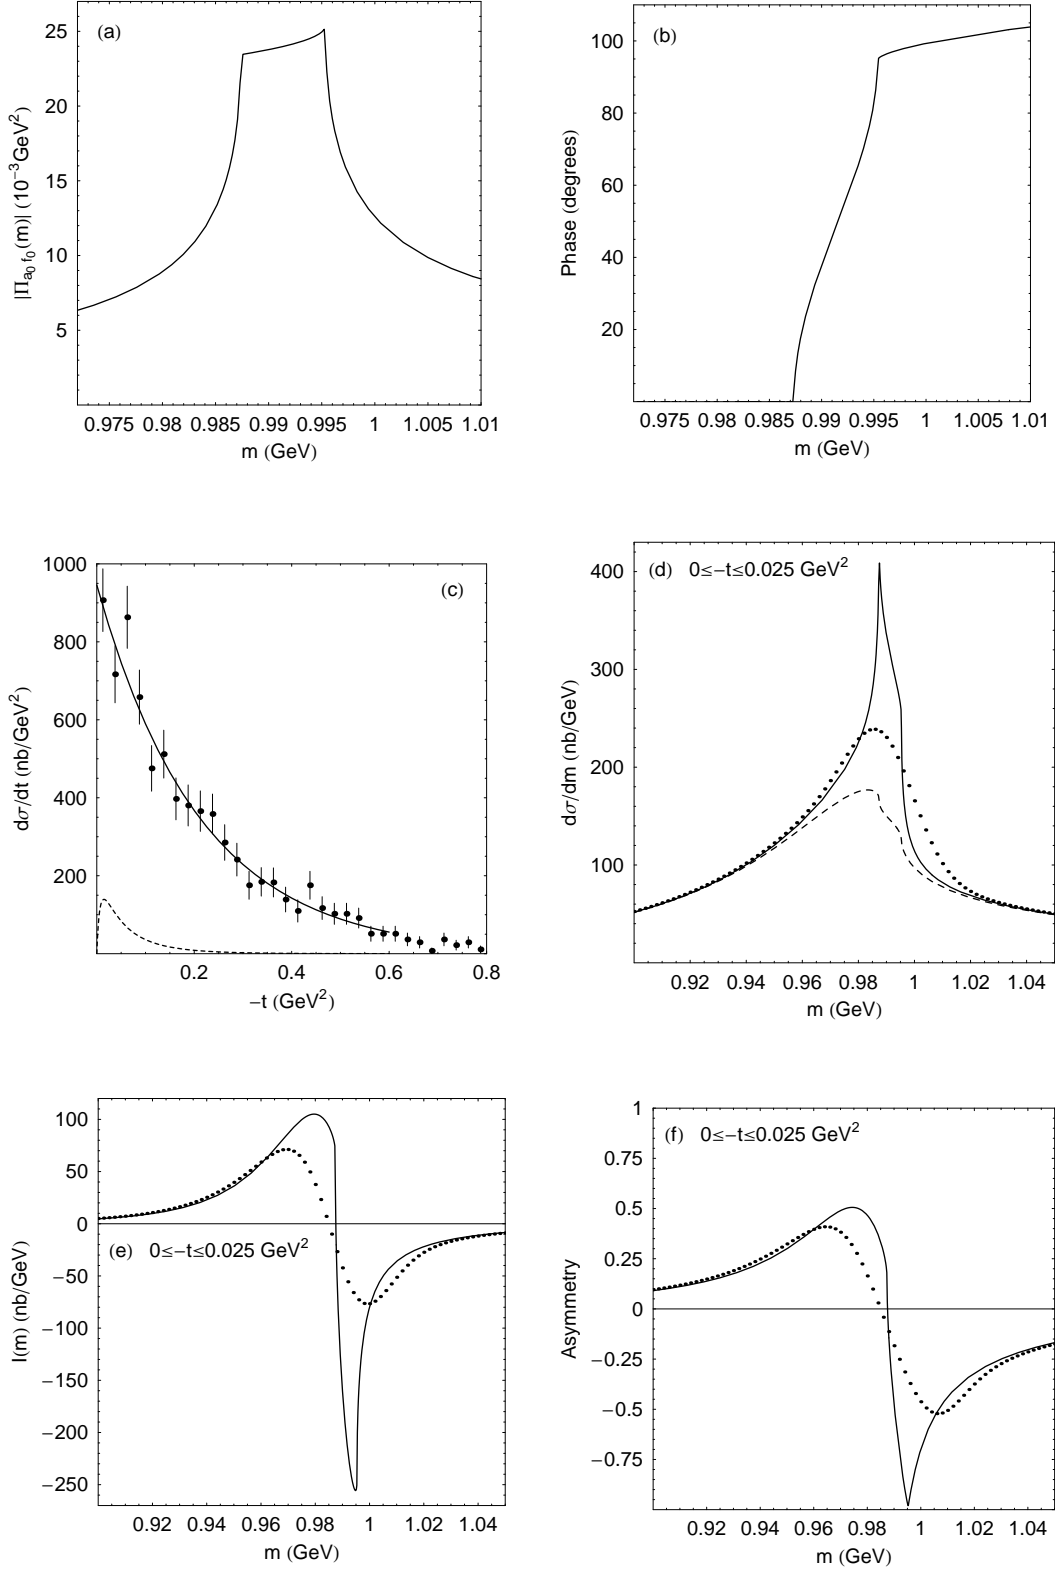 (a)
25
20
15
10
5
|Π_{a_0 f_0}(m)| (10^{−3}GeV^2)
0.975 0.98 0.985 0.99 0.995 1 1.005 1.01
m (GeV)
(b)
100
80
60
40
20
Phase (degrees)
0.975 0.98 0.985 0.99 0.995 1 1.005 1.01
m (GeV)
(c)
1000
800
600
400
200
dσ/dt (nb/GeV^2)
0.2 0.4 0.6 0.8
−t (GeV^2)
(d) 0≤−t≤0.025 GeV^2
400
300
200
100
dσ/dm (nb/GeV)
0.92 0.94 0.96 0.98 1 1.02 1.04
m (GeV)
100
50
0
(e) 0≤−t≤0.025 GeV^2
−50
−100
−150
−200
−250
I(m) (nb/GeV)
0.92 0.94 0.96 0.98 1 1.02 1.04
m (GeV)
1
(f) 0≤−t≤0.025 GeV^2
0.75
0.5
0.25
0
−0.25
−0.5
−0.75
Asymmetry
0.92 0.94 0.96 0.98 1 1.02 1.04
m (GeV)